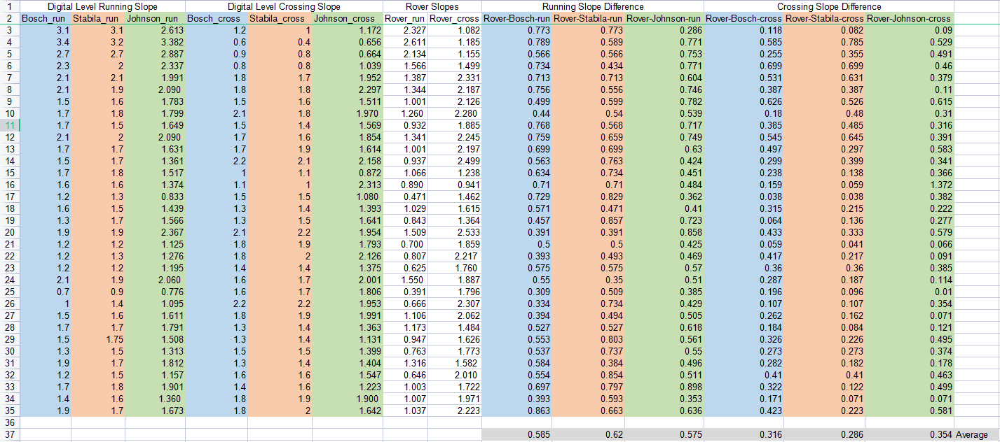 1 Digital Level Running Slope Digital Level Crossing Slope Rover Slopes Running Slope Difference Crossing Slope Difference
2 Bosch_run Stabila_run Johnson_run Bosch_cross Stabila_cross Johnson_cross Rover_run Rover_cross Rover-Bosch-run Rover-Stabila-run Rover-Johnson-run Rover-Bosch-cross Rover-Stabila-cross Rover-Johnson-cross
3 3.1 3.1 2.613 1.2 1 1.172 2.327 1.082 0.773 0.773 0.286 0.118 0.082 0.09
4 3.4 3.2 3.382 0.6 0.4 0.656 2.611 1.185 0.789 0.589 0.771 0.585 0.785 0.529
5 2.7 2.7 2.887 0.9 0.8 0.664 2.134 1.155 0.566 0.566 0.753 0.255 0.355 0.491
6 2.3 2 2.337 0.8 0.8 1.039 1.566 1.499 0.734 0.434 0.771 0.699 0.699 0.46
7 2.1 2.1 1.991 1.8 1.7 1.952 1.387 2.331 0.713 0.713 0.604 0.531 0.631 0.379
8 2.1 1.9 2.090 1.8 1.8 2.297 1.344 2.187 0.756 0.556 0.746 0.387 0.387 0.11
9 1.5 1.6 1.783 1.5 1.6 1.511 1.001 2.126 0.499 0.599 0.782 0.626 0.526 0.615
10 1.7 1.8 1.799 2.1 1.8 1.970 1.260 2.280 0.44 0.54 0.539 0.18 0.48 0.31
11 1.7 1.5 1.649 1.5 1.4 1.569 0.932 1.885 0.768 0.568 0.717 0.385 0.485 0.316
12 2.1 2 2.090 1.7 1.6 1.854 1.341 2.245 0.759 0.659 0.749 0.545 0.645 0.391
13 1.7 1.7 1.631 1.7 1.9 1.614 1.001 2.197 0.699 0.699 0.63 0.497 0.297 0.583
14 1.5 1.7 1.361 2.2 2.1 2.158 0.937 2.499 0.563 0.763 0.424 0.299 0.399 0.341
15 1.7 1.8 1.517 1 1.1 0.872 1.066 1.238 0.634 0.734 0.451 0.238 0.138 0.366
16 1.6 1.6 1.374 1.1 1 2.313 0.890 0.941 0.71 0.71 0.484 0.159 0.059 1.372
17 1.2 1.3 0.833 1.5 1.5 1.080 0.471 1.462 0.729 0.829 0.362 0.038 0.038 0.382
18 1.6 1.5 1.439 1.3 1.4 1.393 1.029 1.615 0.571 0.471 0.41 0.315 0.215 0.222
19 1.3 1.7 1.566 1.3 1.5 1.641 0.843 1.364 0.457 0.857 0.723 0.064 0.136 0.277
20 1.9 1.9 2.367 2.1 2.2 1.954 1.509 2.533 0.391 0.391 0.858 0.433 0.333 0.579
21 1.2 1.2 1.125 1.8 1.9 1.793 0.700 1.859 0.5 0.5 0.425 0.059 0.041 0.066
22 1.2 1.3 1.276 1.8 2 2.126 0.807 2.217 0.393 0.493 0.469 0.417 0.217 0.091
23 1.2 1.2 1.195 1.4 1.4 1.375 0.625 1.760 0.575 0.575 0.57 0.36 0.36 0.385
24 2.1 1.9 2.060 1.6 1.7 2.001 1.550 1.887 0.55 0.35 0.51 0.287 0.187 0.114
25 0.7 0.9 0.776 1.6 1.7 1.806 0.391 1.796 0.309 0.509 0.385 0.196 0.096 0.01
26 1 1.4 1.095 2.2 2.2 1.953 0.666 2.307 0.334 0.734 0.429 0.107 0.107 0.354
27 1.5 1.6 1.611 1.8 1.9 1.991 1.106 2.062 0.394 0.494 0.505 0.262 0.162 0.071
28 1.7 1.7 1.791 1.3 1.4 1.363 1.173 1.484 0.527 0.527 0.618 0.184 0.084 0.121
29 1.5 1.75 1.508 1.3 1.4 1.131 0.947 1.626 0.553 0.803 0.561 0.326 0.226 0.495
30 1.3 1.5 1.313 1.5 1.5 1.399 0.763 1.773 0.537 0.737 0.55 0.273 0.273 0.374
31 1.9 1.7 1.812 1.3 1.4 1.404 1.316 1.582 0.584 0.384 0.496 0.282 0.182 0.178
32 1.2 1.5 1.157 1.6 1.6 1.547 0.646 2.010 0.554 0.854 0.511 0.41 0.41 0.463
33 1.7 1.8 1.901 1.4 1.6 1.223 1.003 1.722 0.697 0.797 0.898 0.322 0.122 0.499
34 1.4 1.6 1.360 1.8 1.9 1.900 1.007 1.971 0.393 0.593 0.353 0.171 0.071 0.071
35 1.9 1.7 1.673 1.8 2 1.642 1.037 2.223 0.863 0.663 0.636 0.423 0.223 0.581
36
37 0.585 0.62 0.575 0.316 0.286 0.354 Average